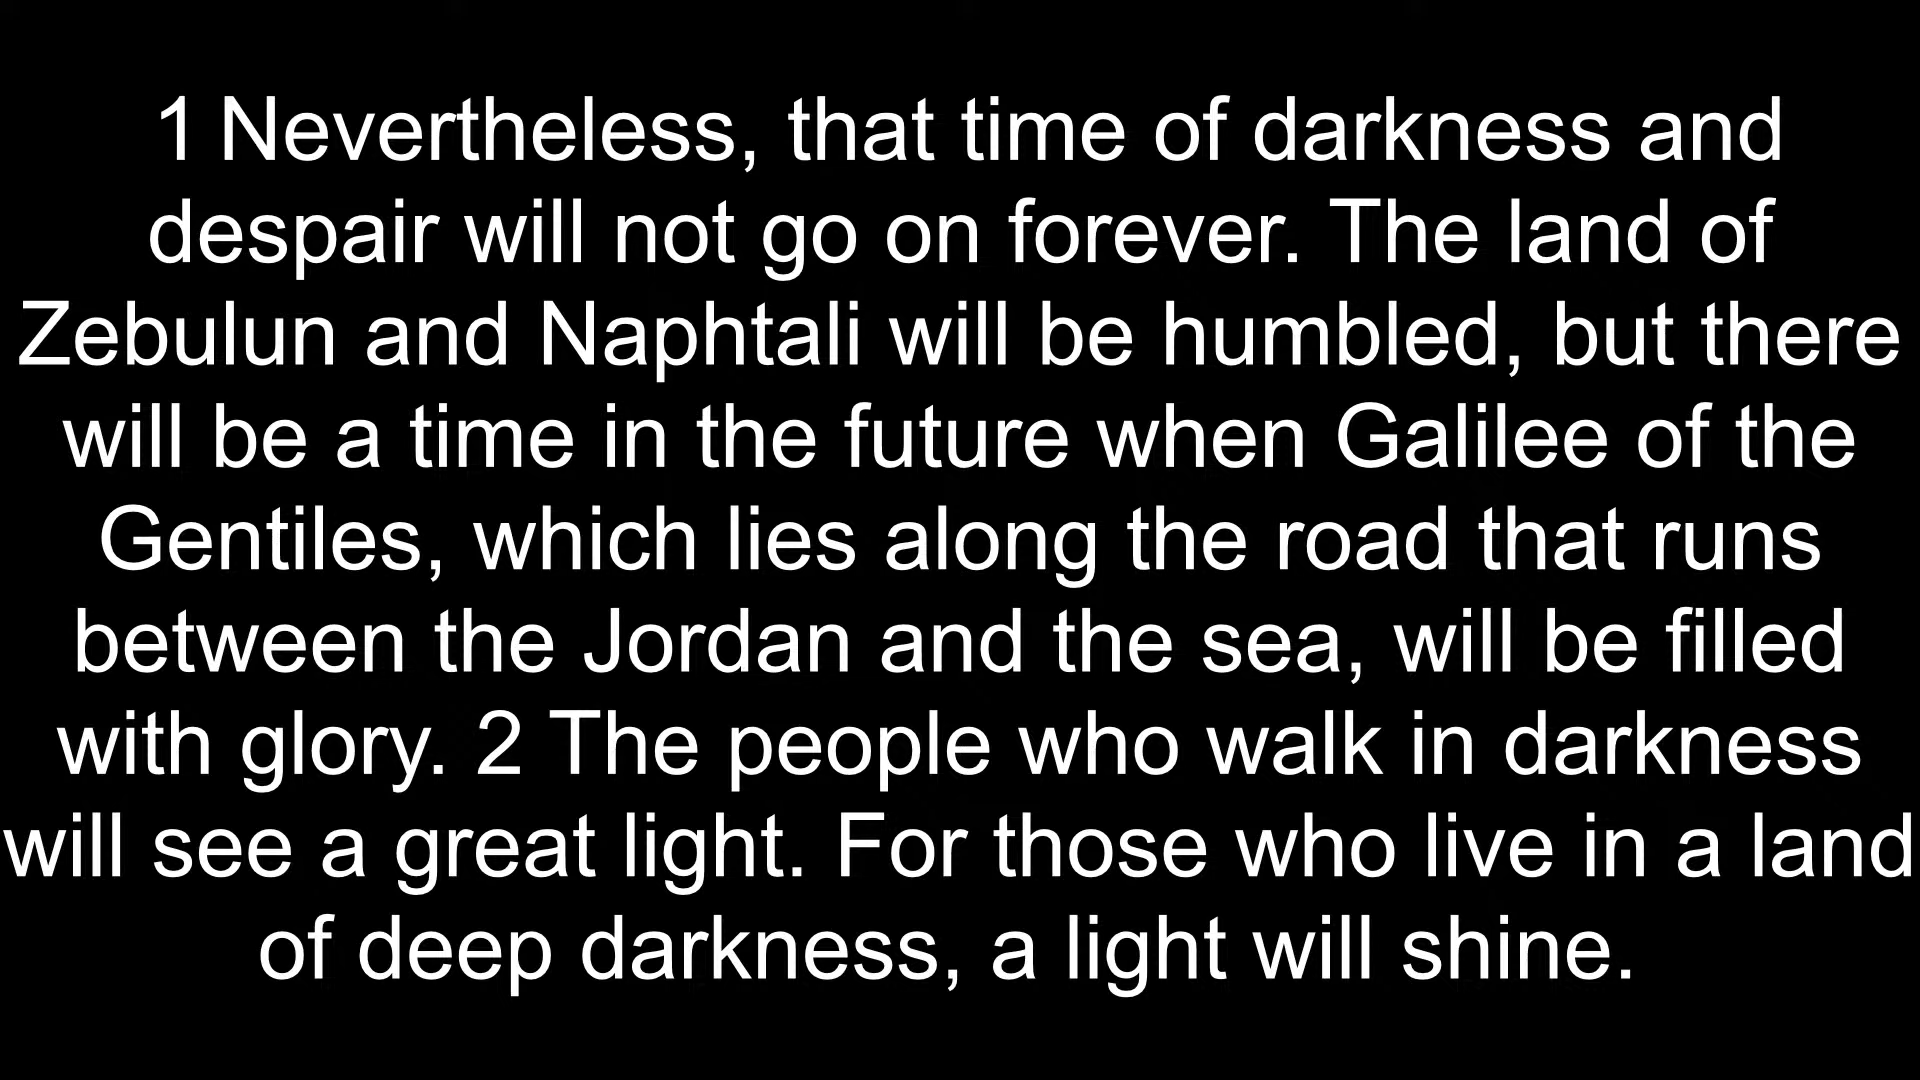 1 Nevertheless, that time of darkness and
despair will not go on forever. The land of
Zebulun and Naphtali will be humbled, but there
will be a time in the future when Galilee of the
Gentiles, which lies along the road that runs
between the Jordan and the sea, will be filled
with glory. 2 The people who walk in darkness
will see a great light. For those who live in a land
of deep darkness, a light will shine.